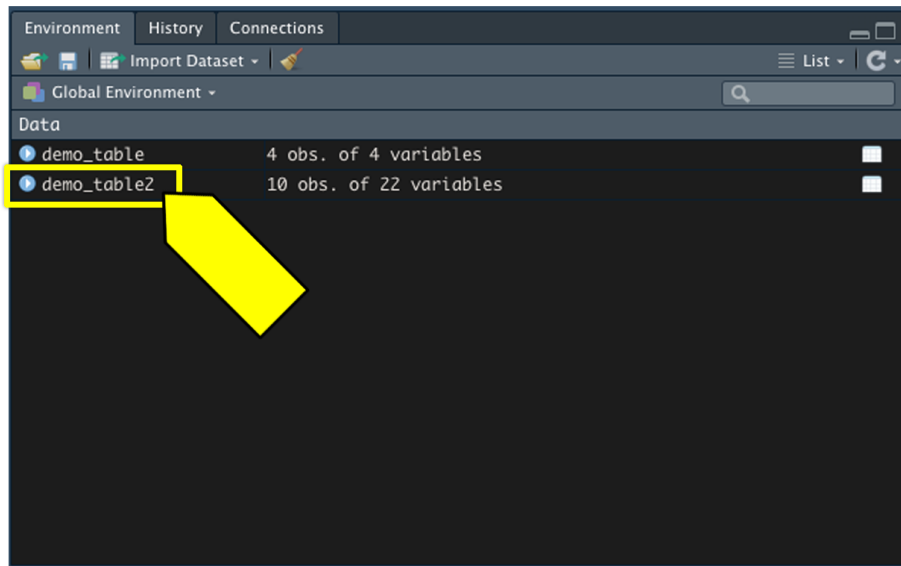 Environment History Connections
Import Dataset List
Global Environment
Data
demo_table 4 obs. of 4 variables
demo_table2 10 obs. of 22 variables